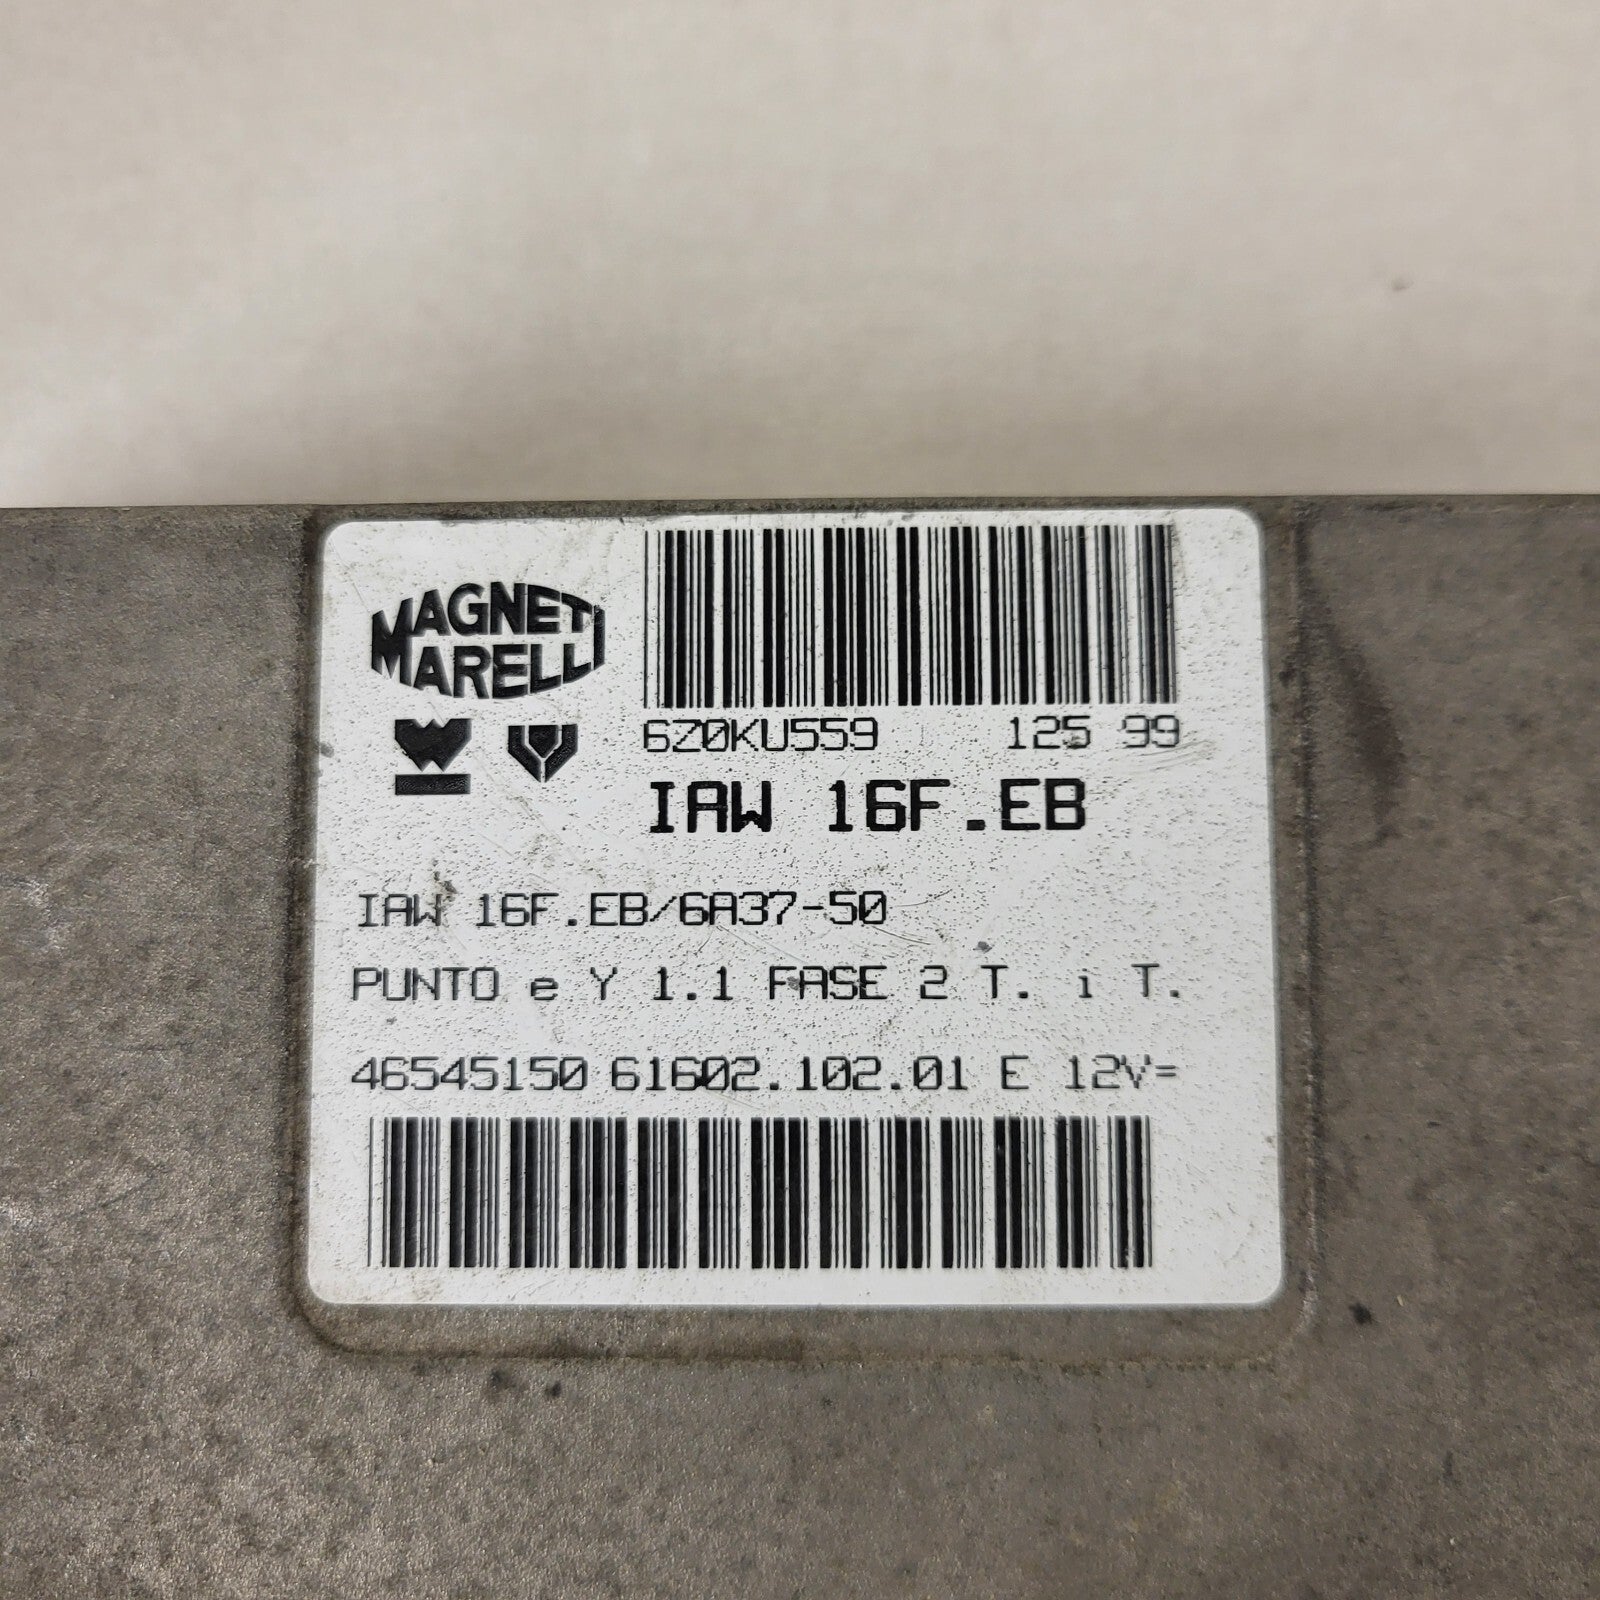 MAGNETI
MARELLI
6Z0KU559 125 99
IAW 16F.EB
IAW 16F.EB/6A37-50
PUNTO e Y 1.1 FASE 2 T. i T.
46545150 61602.102.01 E 12V=